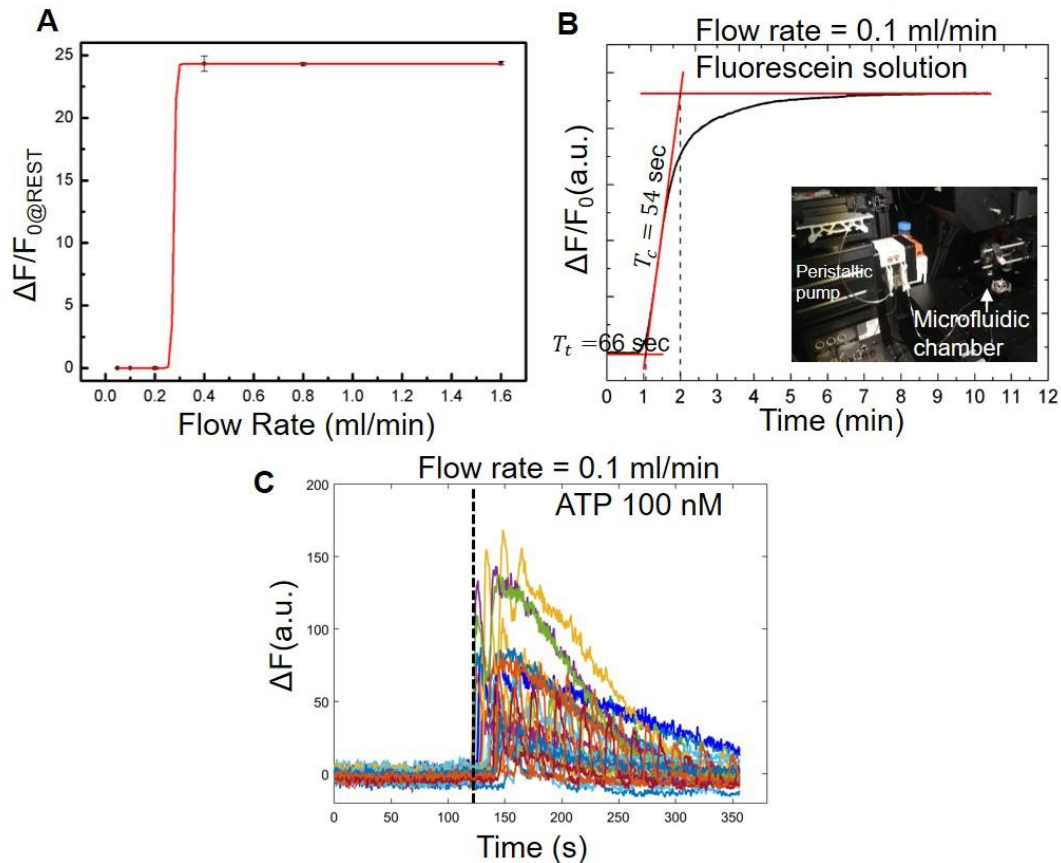 A
ΔF/F0@REST
25
20
15
10
5
0
0.0 0.2 0.4 0.6 0.8 1.0 1.2 1.4 1.6
Flow Rate (ml/min)
B
Flow rate = 0.1 ml/min
Fluorescein solution
ΔF/F0(a.u.)
Tc = 54 sec
Tt =66 sec
Peristaltic
pump
Microfluidic
chamber
0 1 2 3 4 5 6 7 8 9 10 11 12
Time (min)
C
Flow rate = 0.1 ml/min
ATP 100 nM
ΔF(a.u.)
200
150
100
50
0
0 50 100 150 200 250 300 350
Time (s)